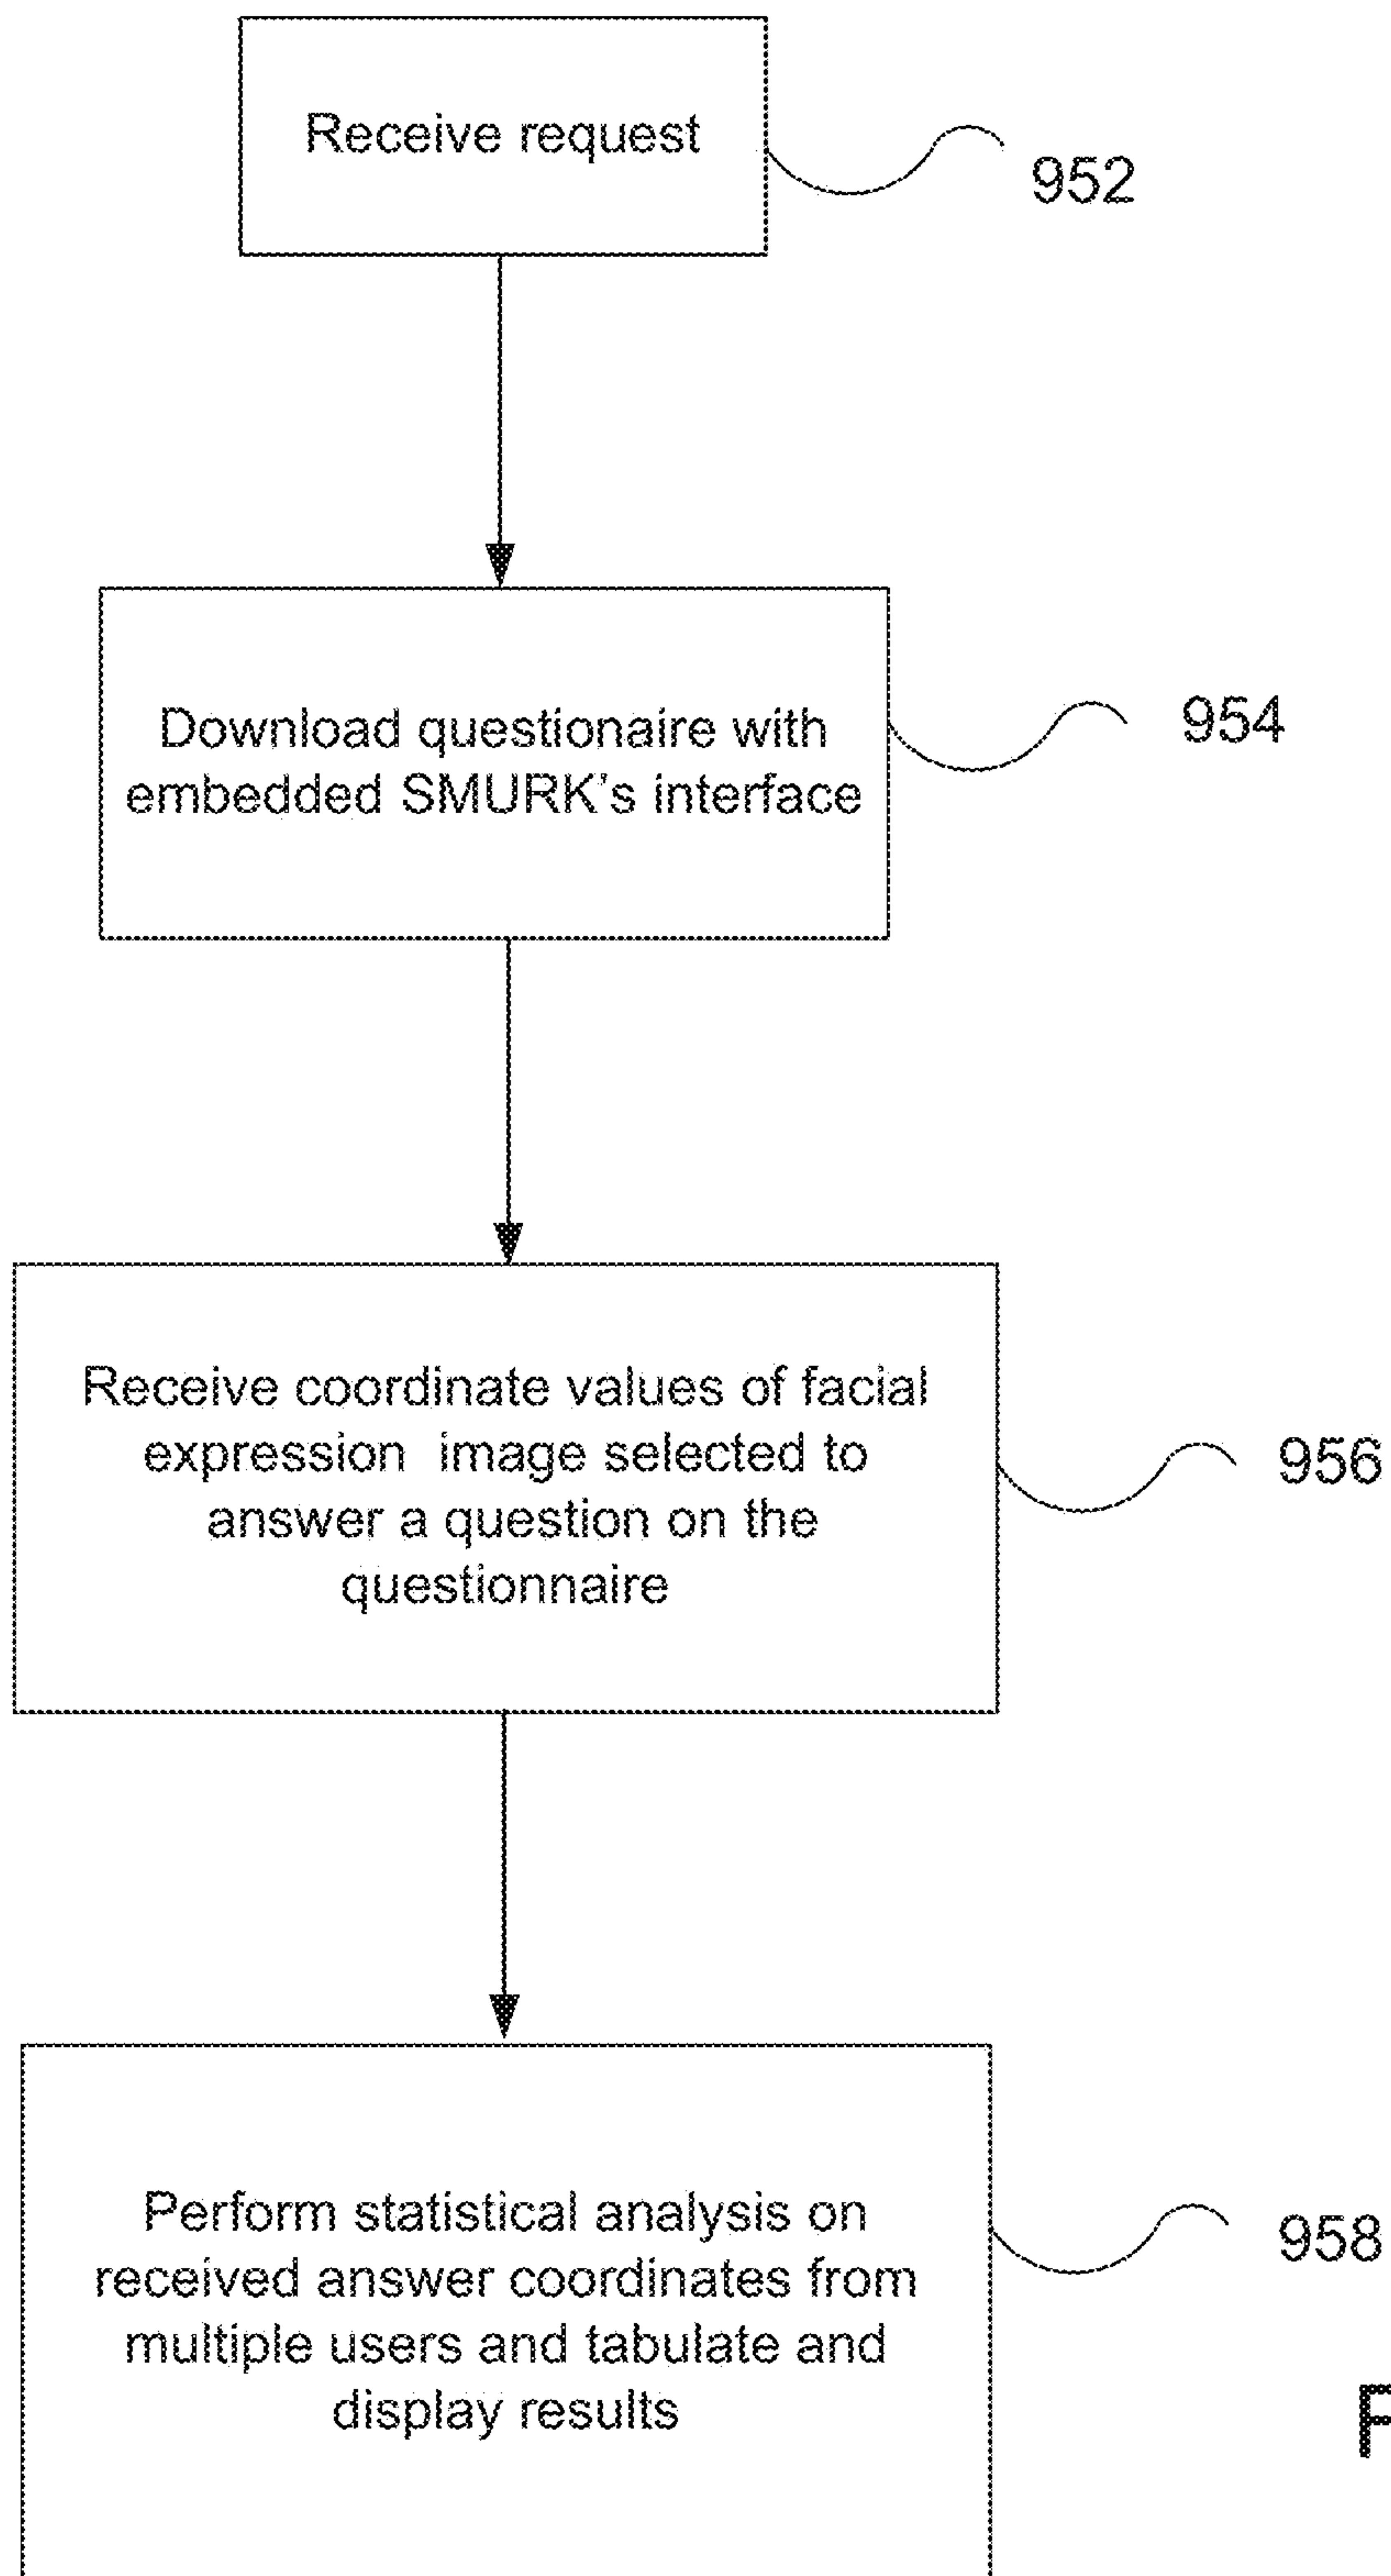 Receive request
952
Download questionaire with
embedded SMURK's interface
954
Receive coordinate values of facial
expression image selected to
answer a question on the
questionnaire
956
Perform statistical analysis on
received answer coordinates from
multiple users and tabulate and
display results
958
F